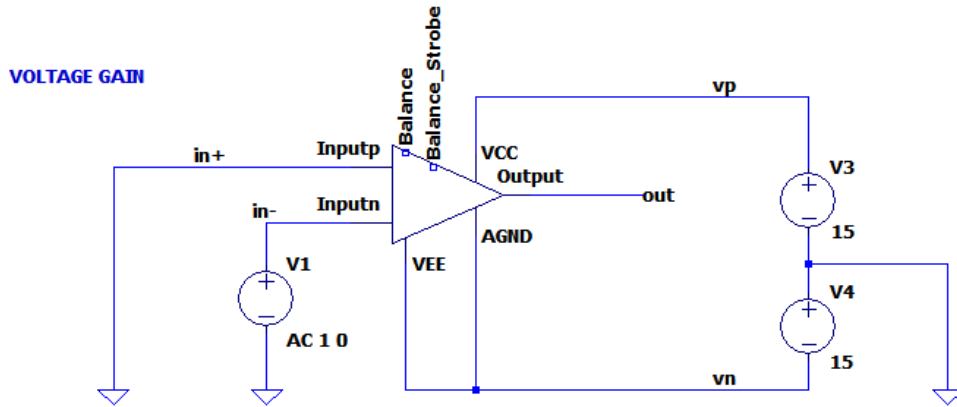 VOLTAGE GAIN
Balance
Balance_Strobe
vp
in+
Inputp
VCC
Output
V3
Inputn
out
in-
AGND
15
V1
VEE
V4
AC 1 0
15
vn